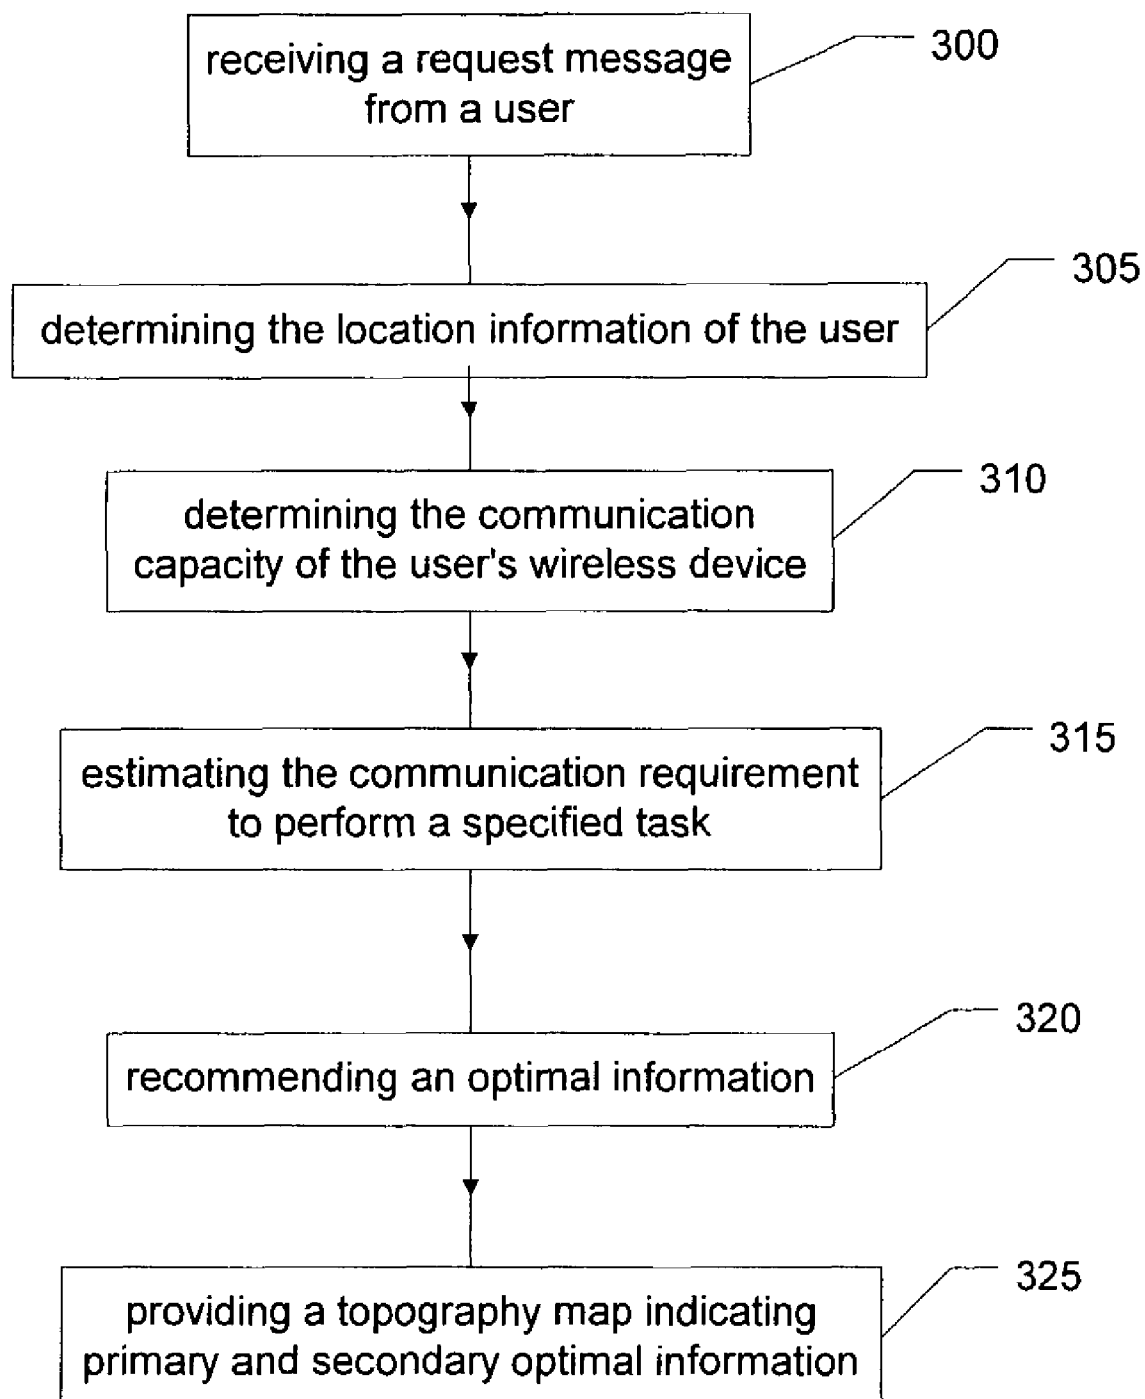 receiving a request message
from a user
300
determining the location information of the user
305
determining the communication
capacity of the user's wireless device
310
estimating the communication requirement
to perform a specified task
315
recommending an optimal information
320
providing a topography map indicating
primary and secondary optimal information
325